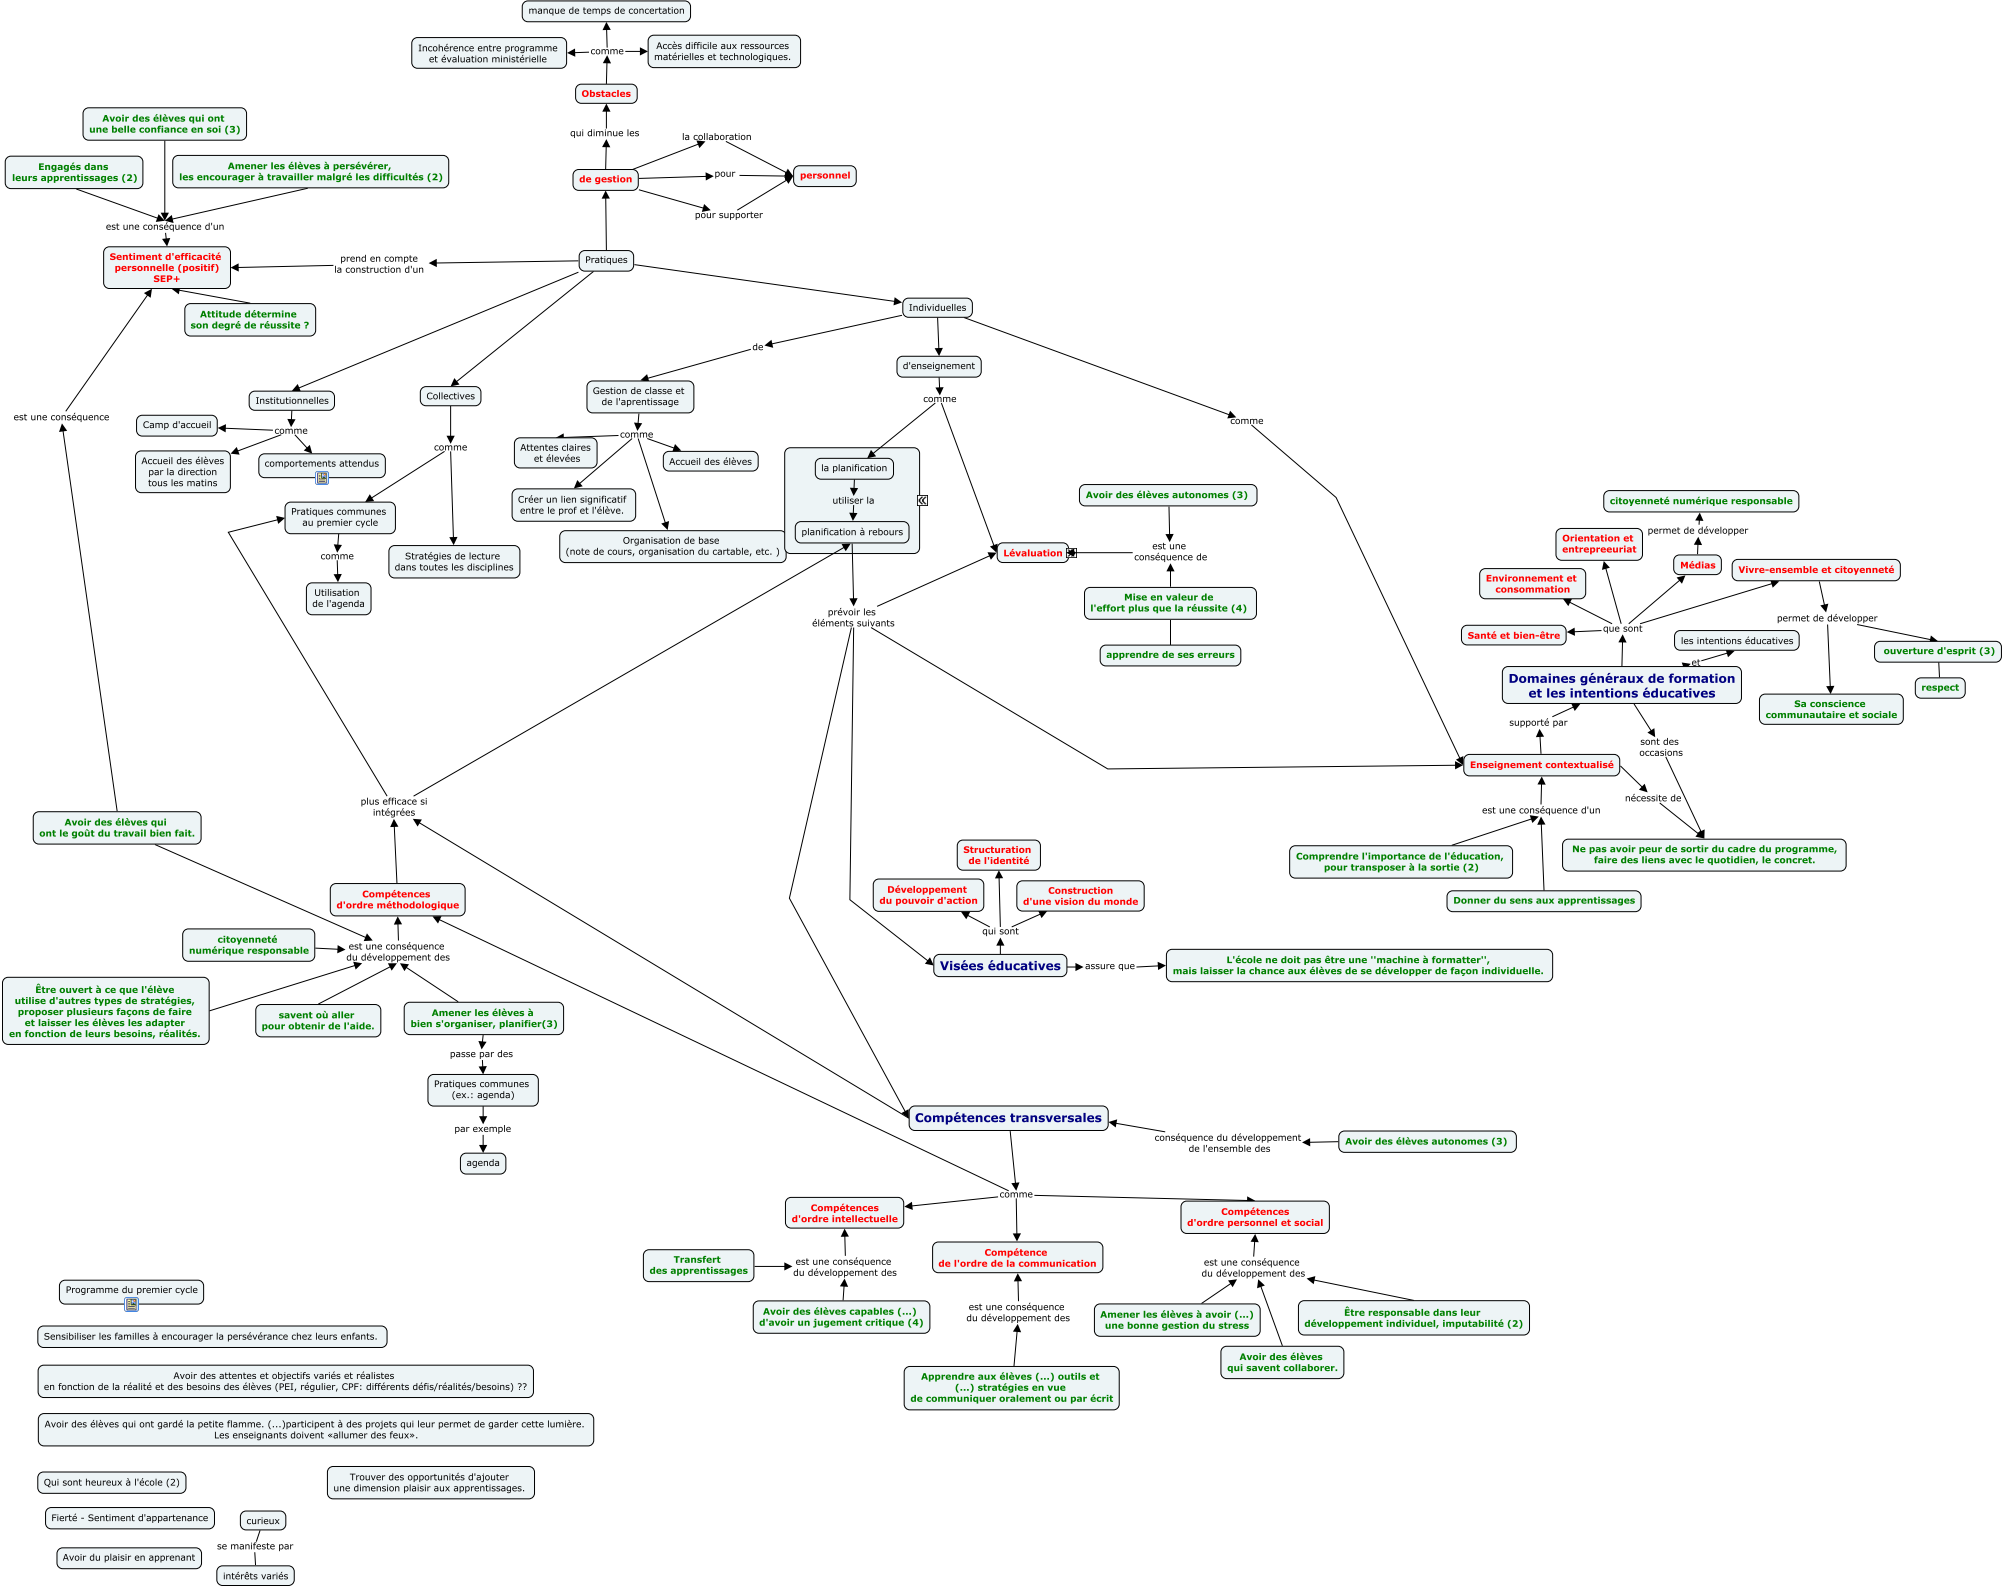 manque de temps de concertation
Incohérence entre programme
et évaluation ministérielle
comme
Accès difficile aux ressources
matérielles et technologiques.
Obstacles
qui diminue les
la collaboration
de gestion
pour
personnel
pour supporter
Avoir des élèves qui ont
une belle confiance en soi (3)
Engagés dans
leurs apprentissages (2)
Amener les élèves à persévérer,
les encourager à travailler malgré les difficultés (2)
est une conséquence d'un
Sentiment d'efficacité
personnelle (positif)
SEP+
prend en compte
la construction d'un
Pratiques
Attitude détermine
son degré de réussite ?
Individuelles
de
d'enseignement
comme
comme
est une conséquence
Institutionnelles
comme
Camp d'accueil
Accueil des élèves
par la direction
tous les matins
comportements attendus
Collectives
comme
Pratiques communes
au premier cycle
comme
Utilisation
de l'agenda
Stratégies de lecture
dans toutes les disciplines
Gestion de classe et
de l'aprentissage
comme
Attentes claires
et élevées
Accueil des élèves
Créer un lien significatif
entre le prof et l'élève.
Organisation de base
(note de cours, organisation du cartable, etc. )
la planification
utiliser la
planification à rebours
prévoir les
éléments suivants
Lévaluation
Avoir des élèves autonomes (3)
est une
conséquence de
Mise en valeur de
l'effort plus que la réussite (4)
apprendre de ses erreurs
citoyenneté numérique responsable
permet de développer
Orientation et
entrepreeuriat
Médias
Vivre-ensemble et citoyenneté
Environnement et
consommation
Santé et bien-être
que sont
permet de développer
les intentions éducatives
et
ouverture d'esprit (3)
respect
Domaines généraux de formation
et les intentions éducatives
Sa conscience
communautaire et sociale
supporté par
sont des
occasions
Enseignement contextualisé
nécessite de
est une conséquence d'un
Comprendre l'importance de l'éducation,
pour transposer à la sortie (2)
Ne pas avoir peur de sortir du cadre du programme,
faire des liens avec le quotidien, le concret.
Donner du sens aux apprentissages
plus efficace si
intégrées
Avoir des élèves qui
ont le goût du travail bien fait.
Compétences
d'ordre méthodologique
citoyenneté
numérique responsable
est une conséquence
du développement des
Être ouvert à ce que l'élève
utilise d'autres types de stratégies,
proposer plusieurs façons de faire
et laisser les élèves les adapter
en fonction de leurs besoins, réalités.
savent où aller
pour obtenir de l'aide.
Amener les élèves à
bien s'organiser, planifier(3)
passe par des
Pratiques communes
(ex.: agenda)
par exemple
agenda
Structuration
de l'identité
Développement
du pouvoir d'action
Construction
d'une vision du monde
qui sont
Visées éducatives
assure que
L'école ne doit pas être une ''machine à formatter'',
mais laisser la chance aux élèves de se développer de façon individuelle.
Compétences transversales
conséquence du développement
de l'ensemble des
Avoir des élèves autonomes (3)
comme
Compétences
d'ordre intellectuelle
Compétence
de l'ordre de la communication
Compétences
d'ordre personnel et social
Transfert
des apprentissages
est une conséquence
du développement des
Avoir des élèves capables (...)
d'avoir un jugement critique (4)
est une conséquence
du développement des
Apprendre aux élèves (...) outils et
(...) stratégies en vue
de communiquer oralement ou par écrit
est une conséquence
du développement des
Amener les élèves à avoir (...)
une bonne gestion du stress
Être responsable dans leur
développement individuel, imputabilité (2)
Avoir des élèves
qui savent collaborer.
Programme du premier cycle
Sensibiliser les familles à encourager la persévérance chez leurs enfants.
Avoir des attentes et objectifs variés et réalistes
en fonction de la réalité et des besoins des élèves (PEI, régulier, CPF: différents défis/réalités/besoins) ??
Avoir des élèves qui ont gardé la petite flamme. (...)participent à des projets qui leur permet de garder cette lumière.
Les enseignants doivent «allumer des feux».
Qui sont heureux à l'école (2)
Trouver des opportunités d'ajouter
une dimension plaisir aux apprentissages.
Fierté - Sentiment d'appartenance
curieux
se manifeste par
Avoir du plaisir en apprenant
intérêts variés